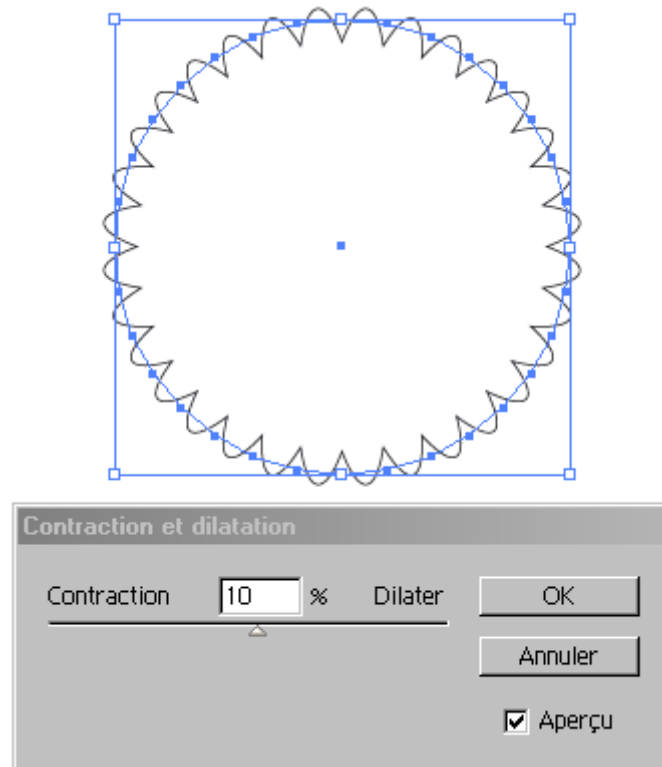 Contraction et dilatation
Contraction 10 % Dilater OK
Annuler
Aperçu